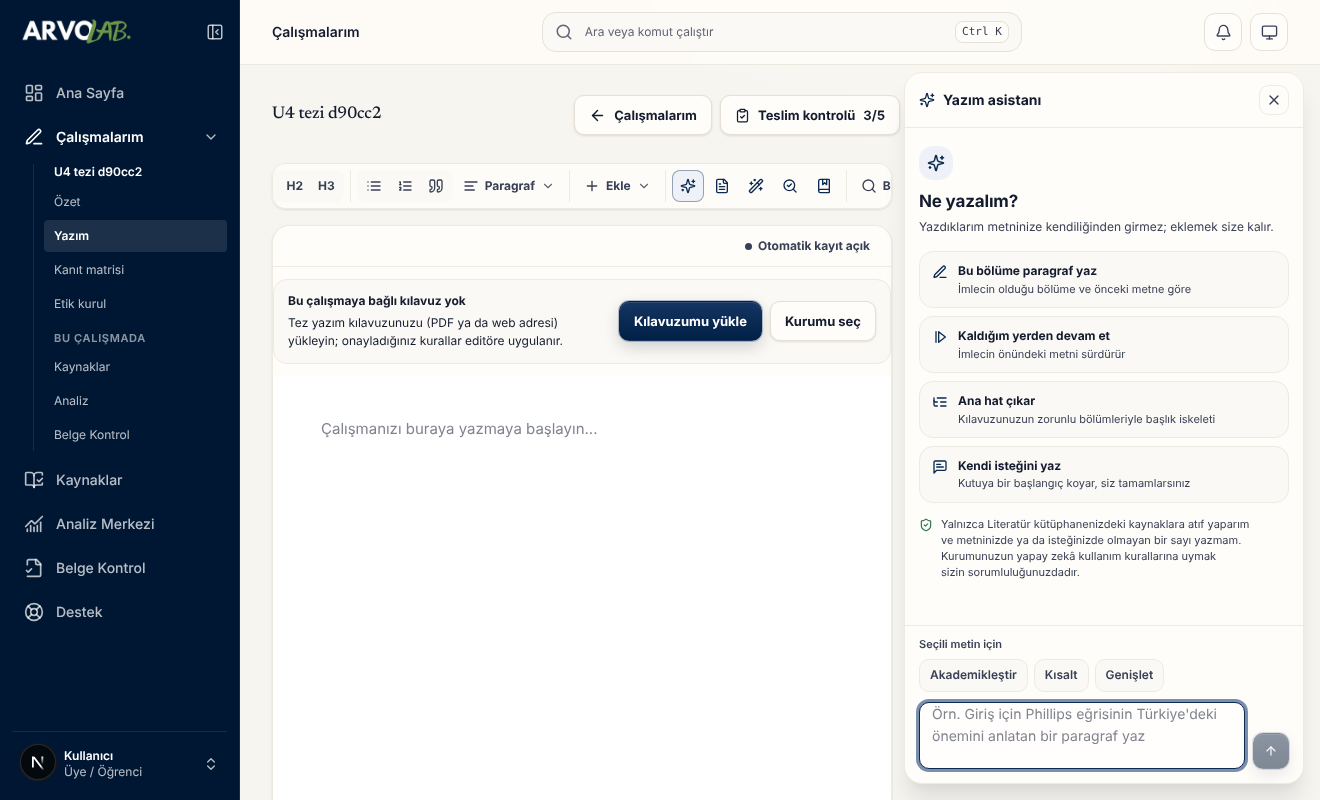 ARVOLAB.
Ana Sayfa
Çalışmalarım
U4 tezi d90cc2
Özet
Yazım
Kanıt matrisi
Etik kurul
BU ÇALIŞMADA
Kaynaklar
Analiz
Belge Kontrol
Kaynaklar
Analiz Merkezi
Belge Kontrol
Destek
N
Kullanıcı
Üye / Öğrenci
Çalışmalarım
Ara veya komut çalıştır
Ctrl K
U4 tezi d90cc2
Çalışmalarım
Teslim kontrolü 3/5
H2 H3 Paragraf Ekle B
Otomatik kayıt açık
Bu çalışmaya bağlı kılavuz yok
Tez yazım kılavuzunuzu (PDF ya da web adresi)
yükleyin; onayladığınız kurallar editöre uygulanır.
Kılavuzumu yükle
Kurumu seç
Çalışmanızı buraya yazmaya başlayın...
Yazım asistanı
Ne yazalım?
Yazdıklarım metninize kendiliğinden girmez; eklemek size kalır.
Bu bölüme paragraf yaz
İmlecin olduğu bölüme ve önceki metne göre
Kaldığım yerden devam et
İmlecin önündeki metni sürdürür
Ana hat çıkar
Kılavuzunuzun zorunlu bölümleriyle başlık iskeleti
Kendi isteğini yaz
Kutuya bir başlangıç koyar, siz tamamlarsınız
Yalnızca Literatür kütüphanenizdeki kaynaklara atıf yaparım
ve metninizde ya da isteğinizde olmayan bir sayı yazmam.
Kurumunuzun yapay zekâ kullanım kurallarına uymak
sizin sorumluluğunuzdadır.
Seçili metin için
Akademikleştir
Kısalt
Genişlet
Örn. Giriş için Phillips eğrisinin Türkiye'deki
önemini anlatan bir paragraf yaz